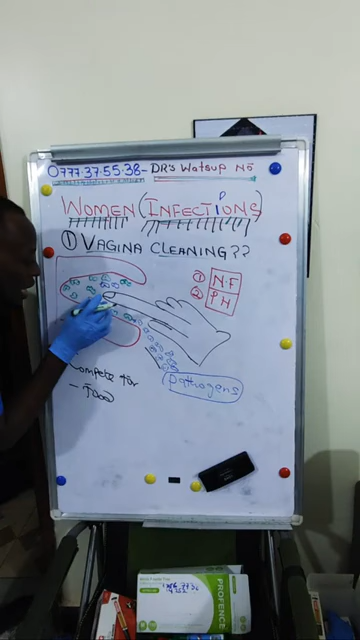 0777.37.55.38- DR's Watsup No
WOMEN (INFECTIONS)
① VAGINA CLEANING??
① N.F
② PH
Compete for
- Food
Pathogens
PROFENCE